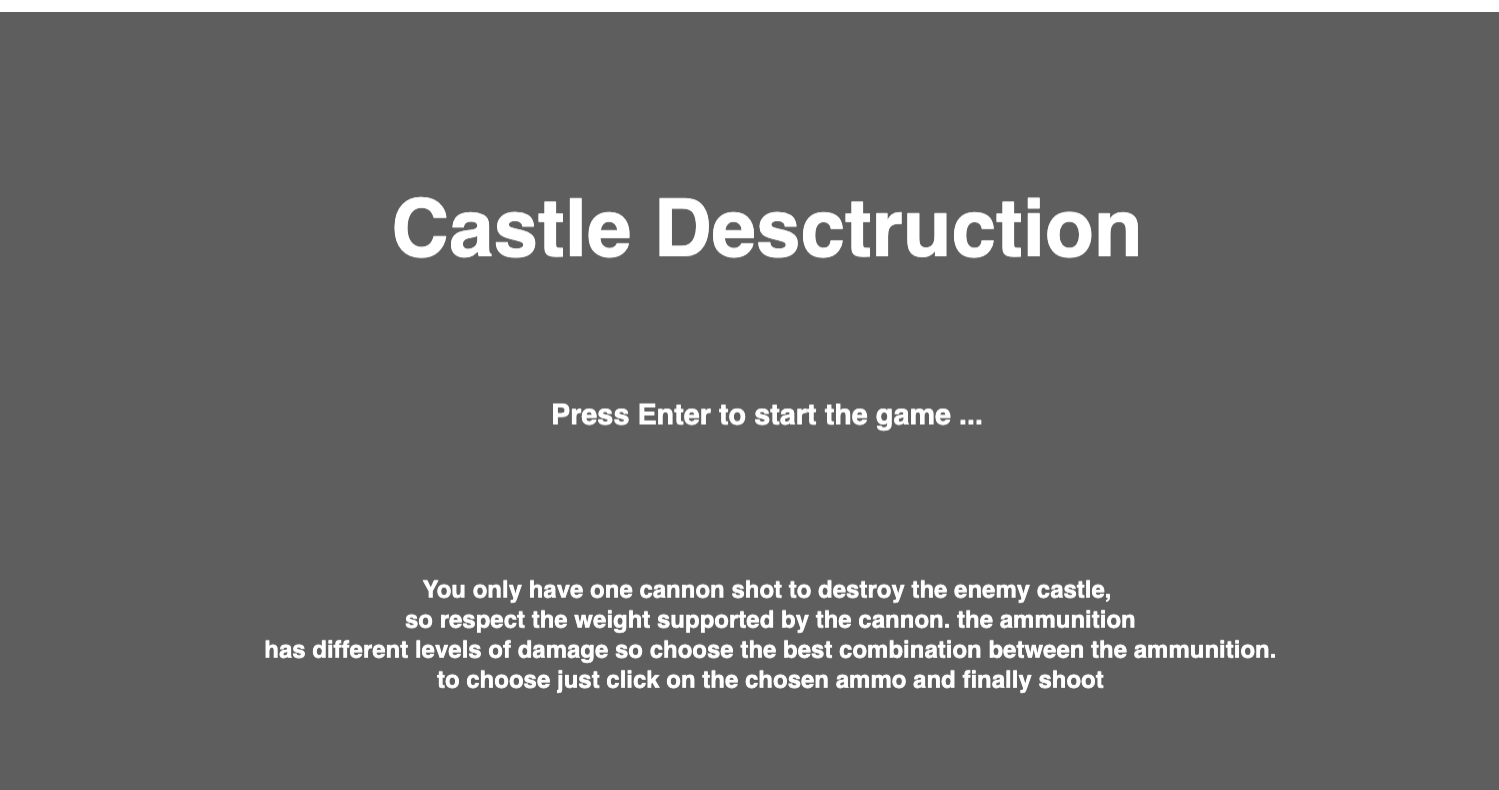 Castle Desctruction
Press Enter to start the game ...
You only have one cannon shot to destroy the enemy castle,
so respect the weight supported by the cannon. the ammunition
has different levels of damage so choose the best combination between the ammunition.
to choose just click on the chosen ammo and finally shoot